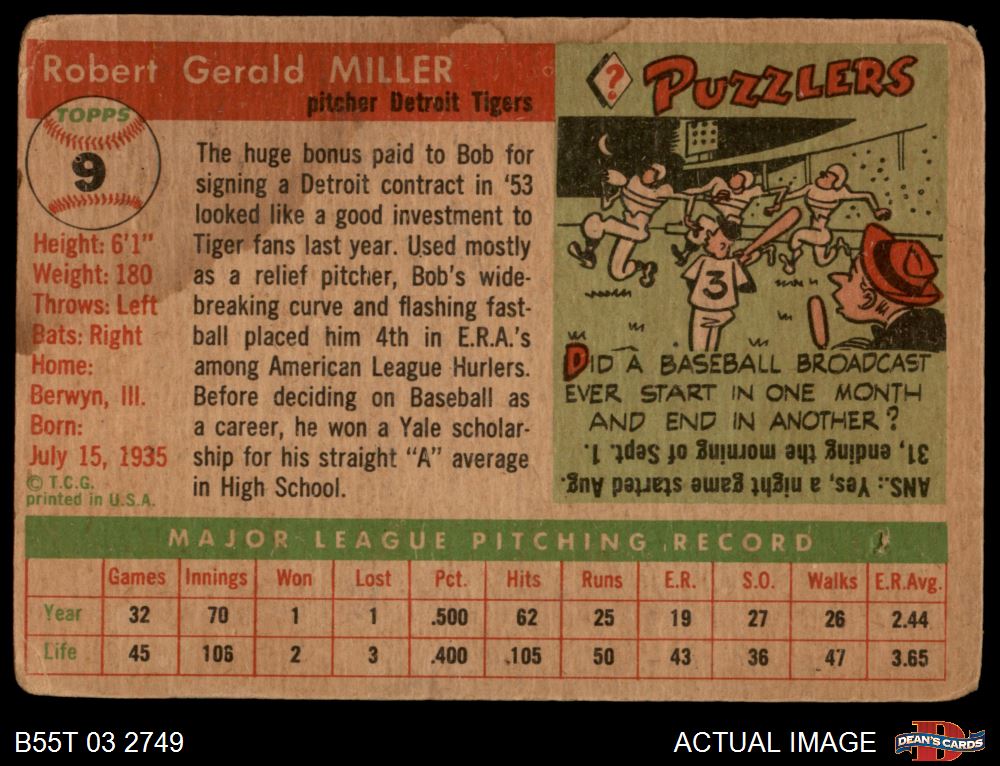 Robert Gerald MILLER
pitcher Detroit Tigers
TOPPS
9
Height: 6'1"
Weight: 180
Throws: Left
Bats: Right
Home:
Berwyn, Ill.
Born:
July 15, 1935
© T.C.G.
printed in U.S.A.
The huge bonus paid to Bob for
signing a Detroit contract in '53
looked like a good investment to
Tiger fans last year. Used mostly
as a relief pitcher, Bob's wide-
breaking curve and flashing fast-
ball placed him 4th in E.R.A.'s
among American League Hurlers.
Before deciding on Baseball as
a career, he won a Yale scholar-
ship for his straight "A" average
in High School.
?
PUZZLERS
3
DID A BASEBALL BROADCAST
EVER START IN ONE MONTH
AND END IN ANOTHER?
ANS.: Yes, a night game started Aug.
31, ending the morning of Sept. 1.
MAJOR LEAGUE PITCHING RECORD
Games Innings Won Lost Pct. Hits Runs E.R. S.O. Walks E.R.Avg.
Year 32 70 1 1 .500 62 25 19 27 26 2.44
Life 45 106 2 3 .400 .105 50 43 36 47 3.65
B55T 03 2749
ACTUAL IMAGE
DEAN'S CARDS